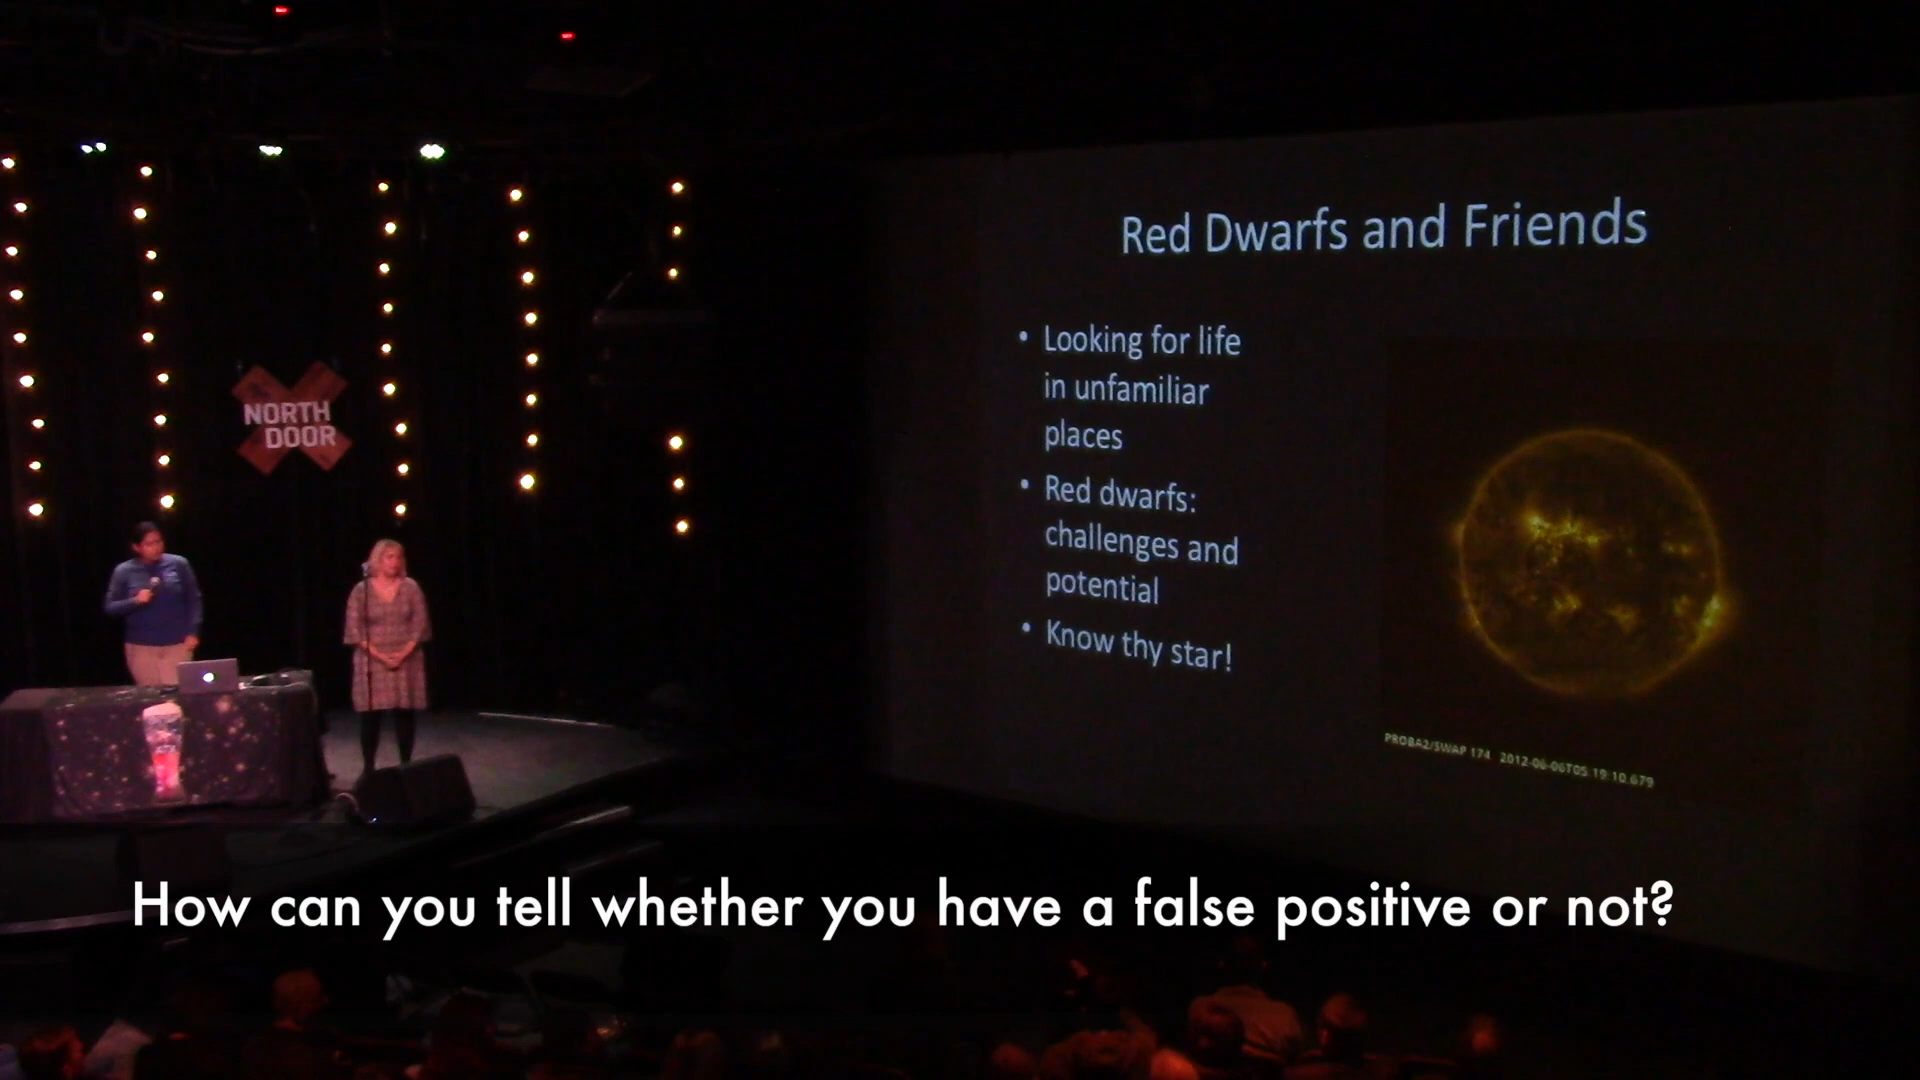 NORTH
DOOR
Red Dwarfs and Friends
• Looking for life
in unfamiliar
places
• Red dwarfs:
challenges and
potential
• Know thy star!
PROBA2/SWAP 174 2012-06-06T05:19:10.679
How can you tell whether you have a false positive or not?